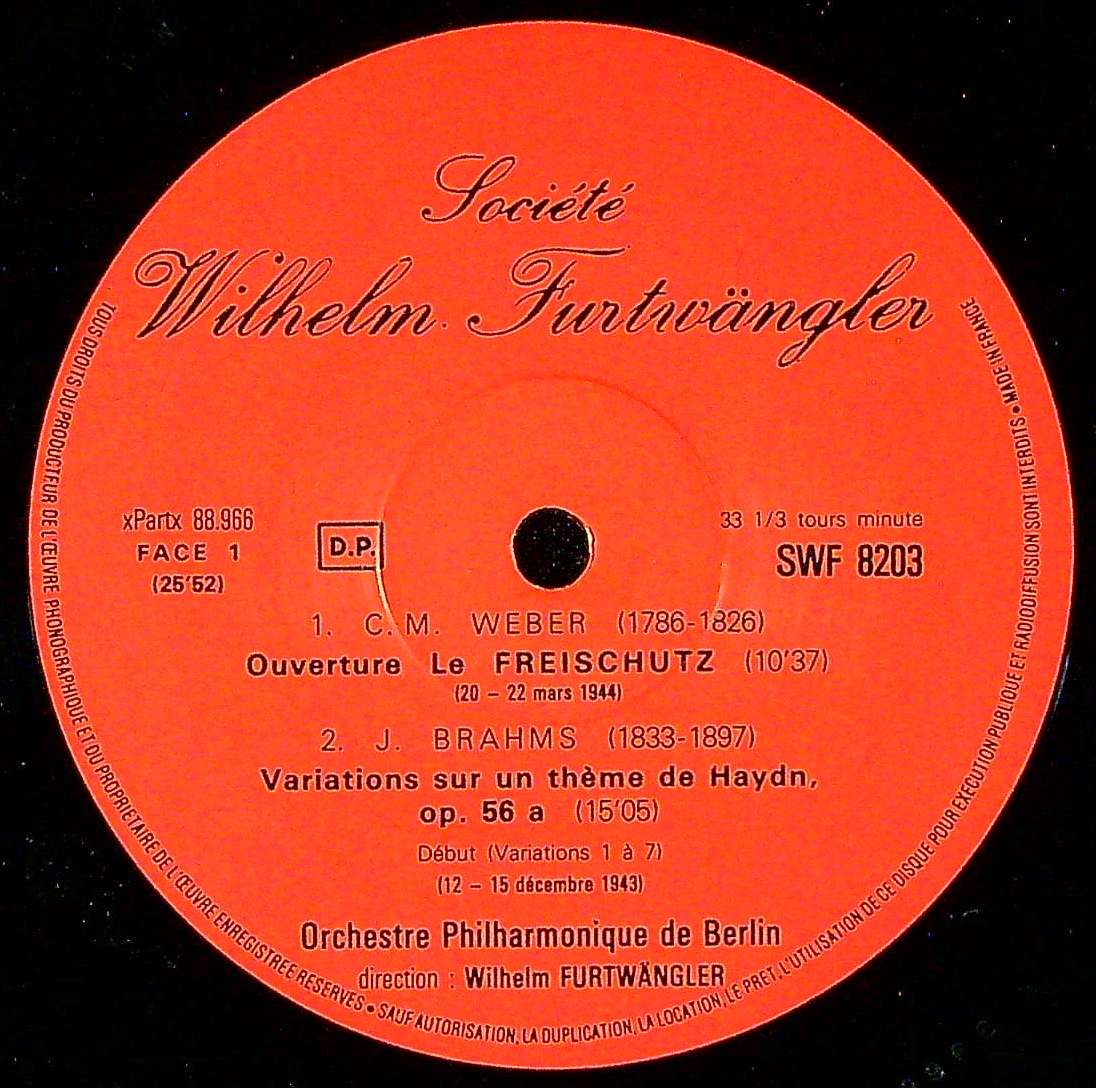 Société
Wilhelm Furtwängler
xPartx 88.966
FACE 1
(25'52)
D.P.
33 1/3 tours minute
SWF 8203
1. C. M. WEBER (1786-1826)
Ouverture Le FREISCHUTZ (10'37)
(20 – 22 mars 1944)
2. J. BRAHMS (1833-1897)
Variations sur un thème de Haydn,
op. 56 a (15'05)
Début (Variations 1 à 7)
(12 – 15 décembre 1943)
Orchestre Philharmonique de Berlin
direction : Wilhelm FURTWÄNGLER
TOUS DROITS DU PRODUCTEUR DE L'ŒUVRE PHONOGRAPHIQUE ET DU PROPRIETAIRE DE L'ŒUVRE ENREGISTREE RESERVES • SAUF AUTORISATION, LA DUPLICATION, LA LOCATION, LE PRET, L'UTILISATION DE CE DISQUE POUR EXECUTION PUBLIQUE ET RADIODIFFUSION SONT INTERDITS • MADE IN FRANCE